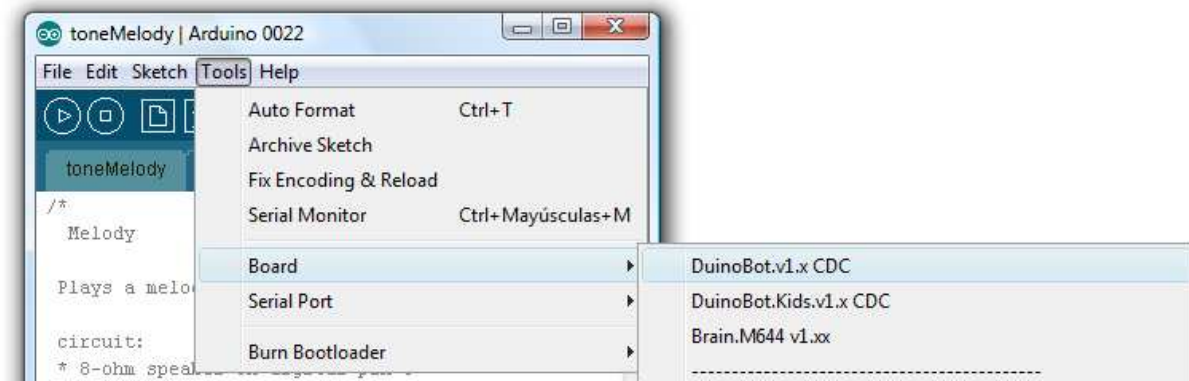 toneMelody | Arduino 0022
File Edit Sketch Tools Help
Auto Format Ctrl+T
Archive Sketch
Fix Encoding & Reload
Serial Monitor Ctrl+Mayúsculas+M
Board
Serial Port
Burn Bootloader
DuinoBot.v1.x CDC
DuinoBot.Kids.v1.x CDC
Brain.M644 v1.xx
----------------------------------------
toneMelody
/*
Melody
Plays a
circuit:
* 8-ohm